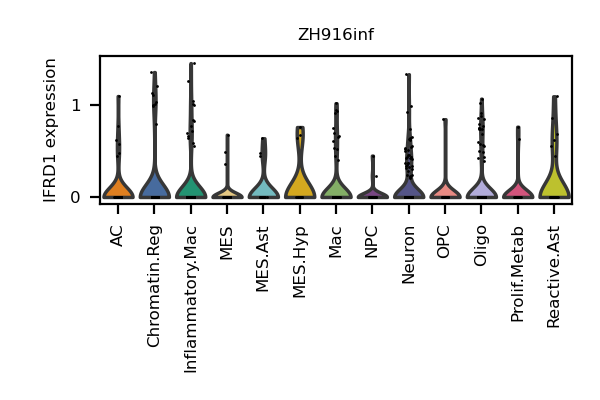 ZH916inf
IFRD1 expression
1
0
AC
Chromatin.Reg
Inflammatory.Mac
MES
MES.Ast
MES.Hyp
Mac
NPC
Neuron
OPC
Oligo
Prolif.Metab
Reactive.Ast